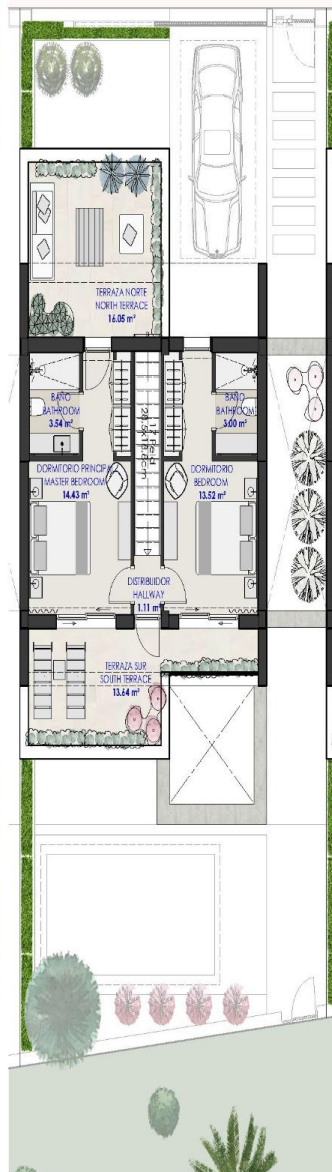 TERRAZA NORTE
NORTH TERRACE
16.05 m²
BAÑO
BATHROOM
3.54 m²
BAÑO
BATHROOM
3.00 m²
DORMITORIO PRINCIPAL
MASTER BEDROOM
14.43 m²
DORMITORIO
BEDROOM
13.52 m²
DISTRIBUIDOR
HALLWAY
1.11 m²
TERRAZA SUR
SOUTH TERRACE
13.64 m²